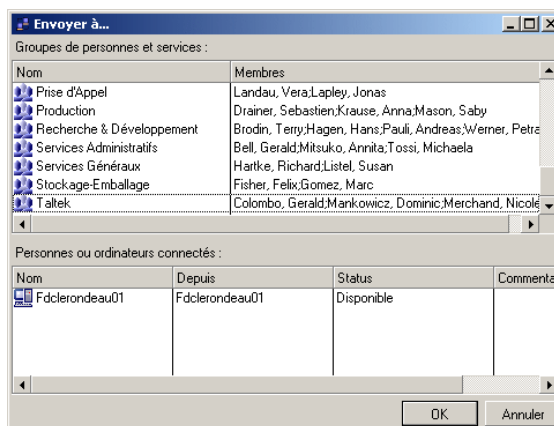 Envoyer à...
Groupes de personnes et services :
Nom Membres
Prise d'Appel Landau, Vera;Lapley, Jonas
Production Drainer, Sebastien;Krause, Anna;Mason, Saby
Recherche & Développement Brodin, Terry;Hagen, Hans;Pauli, Andreas;Werner, Petra
Services Administratifs Bell, Gerald;Mitsuko, Annita;Tossi, Michaela
Services Généraux Hartke, Richard;Listel, Susan
Stockage-Emballage Fisher, Felix;Gomez, Marc
Taltek Colombo, Gerald;Mankowicz, Dominic;Merchand, Nicole
Personnes ou ordinateurs connectés :
Nom Depuis Status Commenta
Fdclerondeau01 Fdclerondeau01 Disponible
OK Annuler